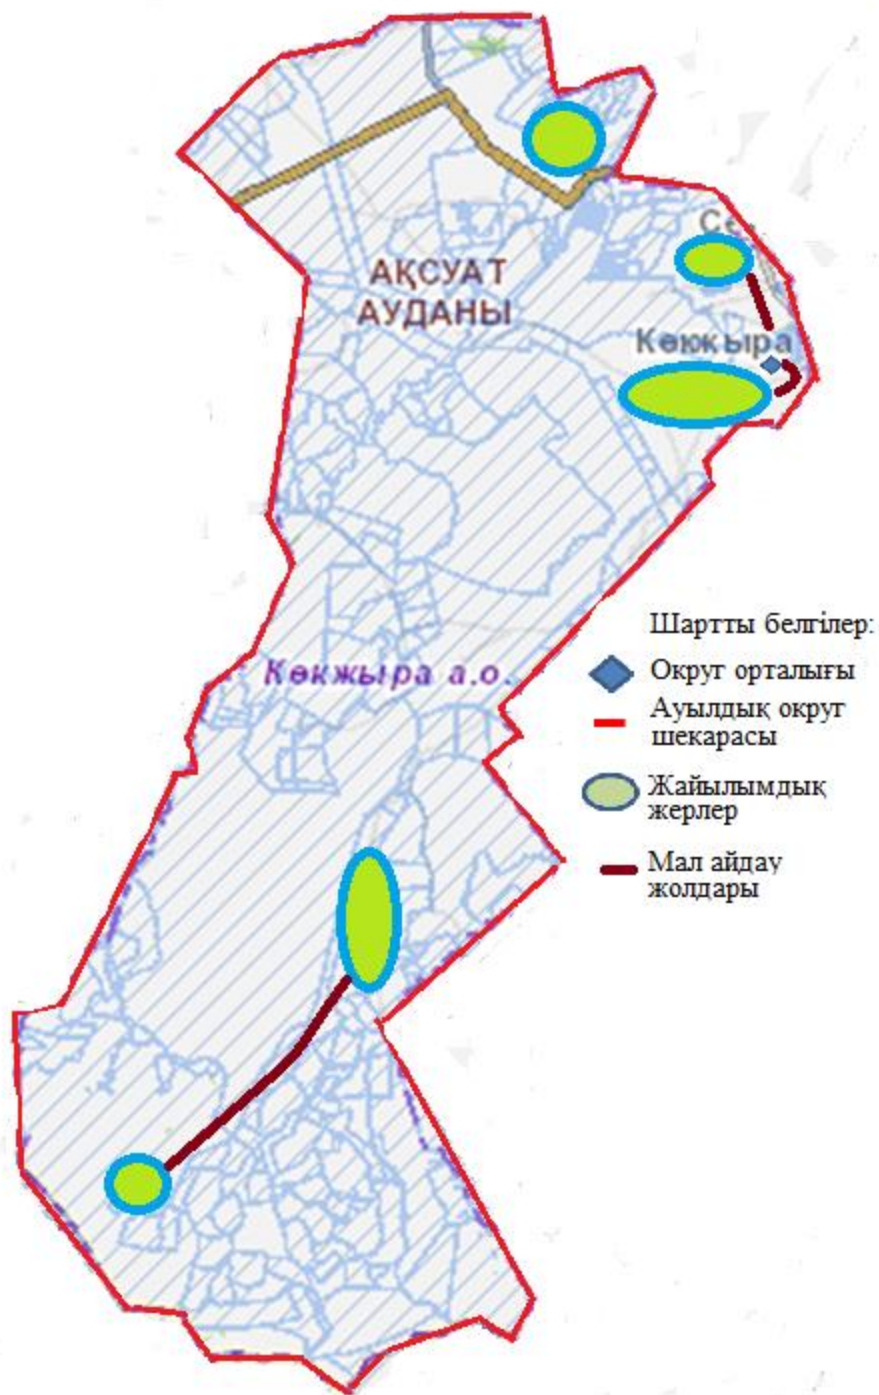 АҚСУАТ
АУДАНЫ
Көкжыра
Шартты белгілер:
Көкжыра а.о.
Округ орталығы
Ауылдық округ
шекарасы
Жайылымдық
жерлер
Мал айдау
жолдары